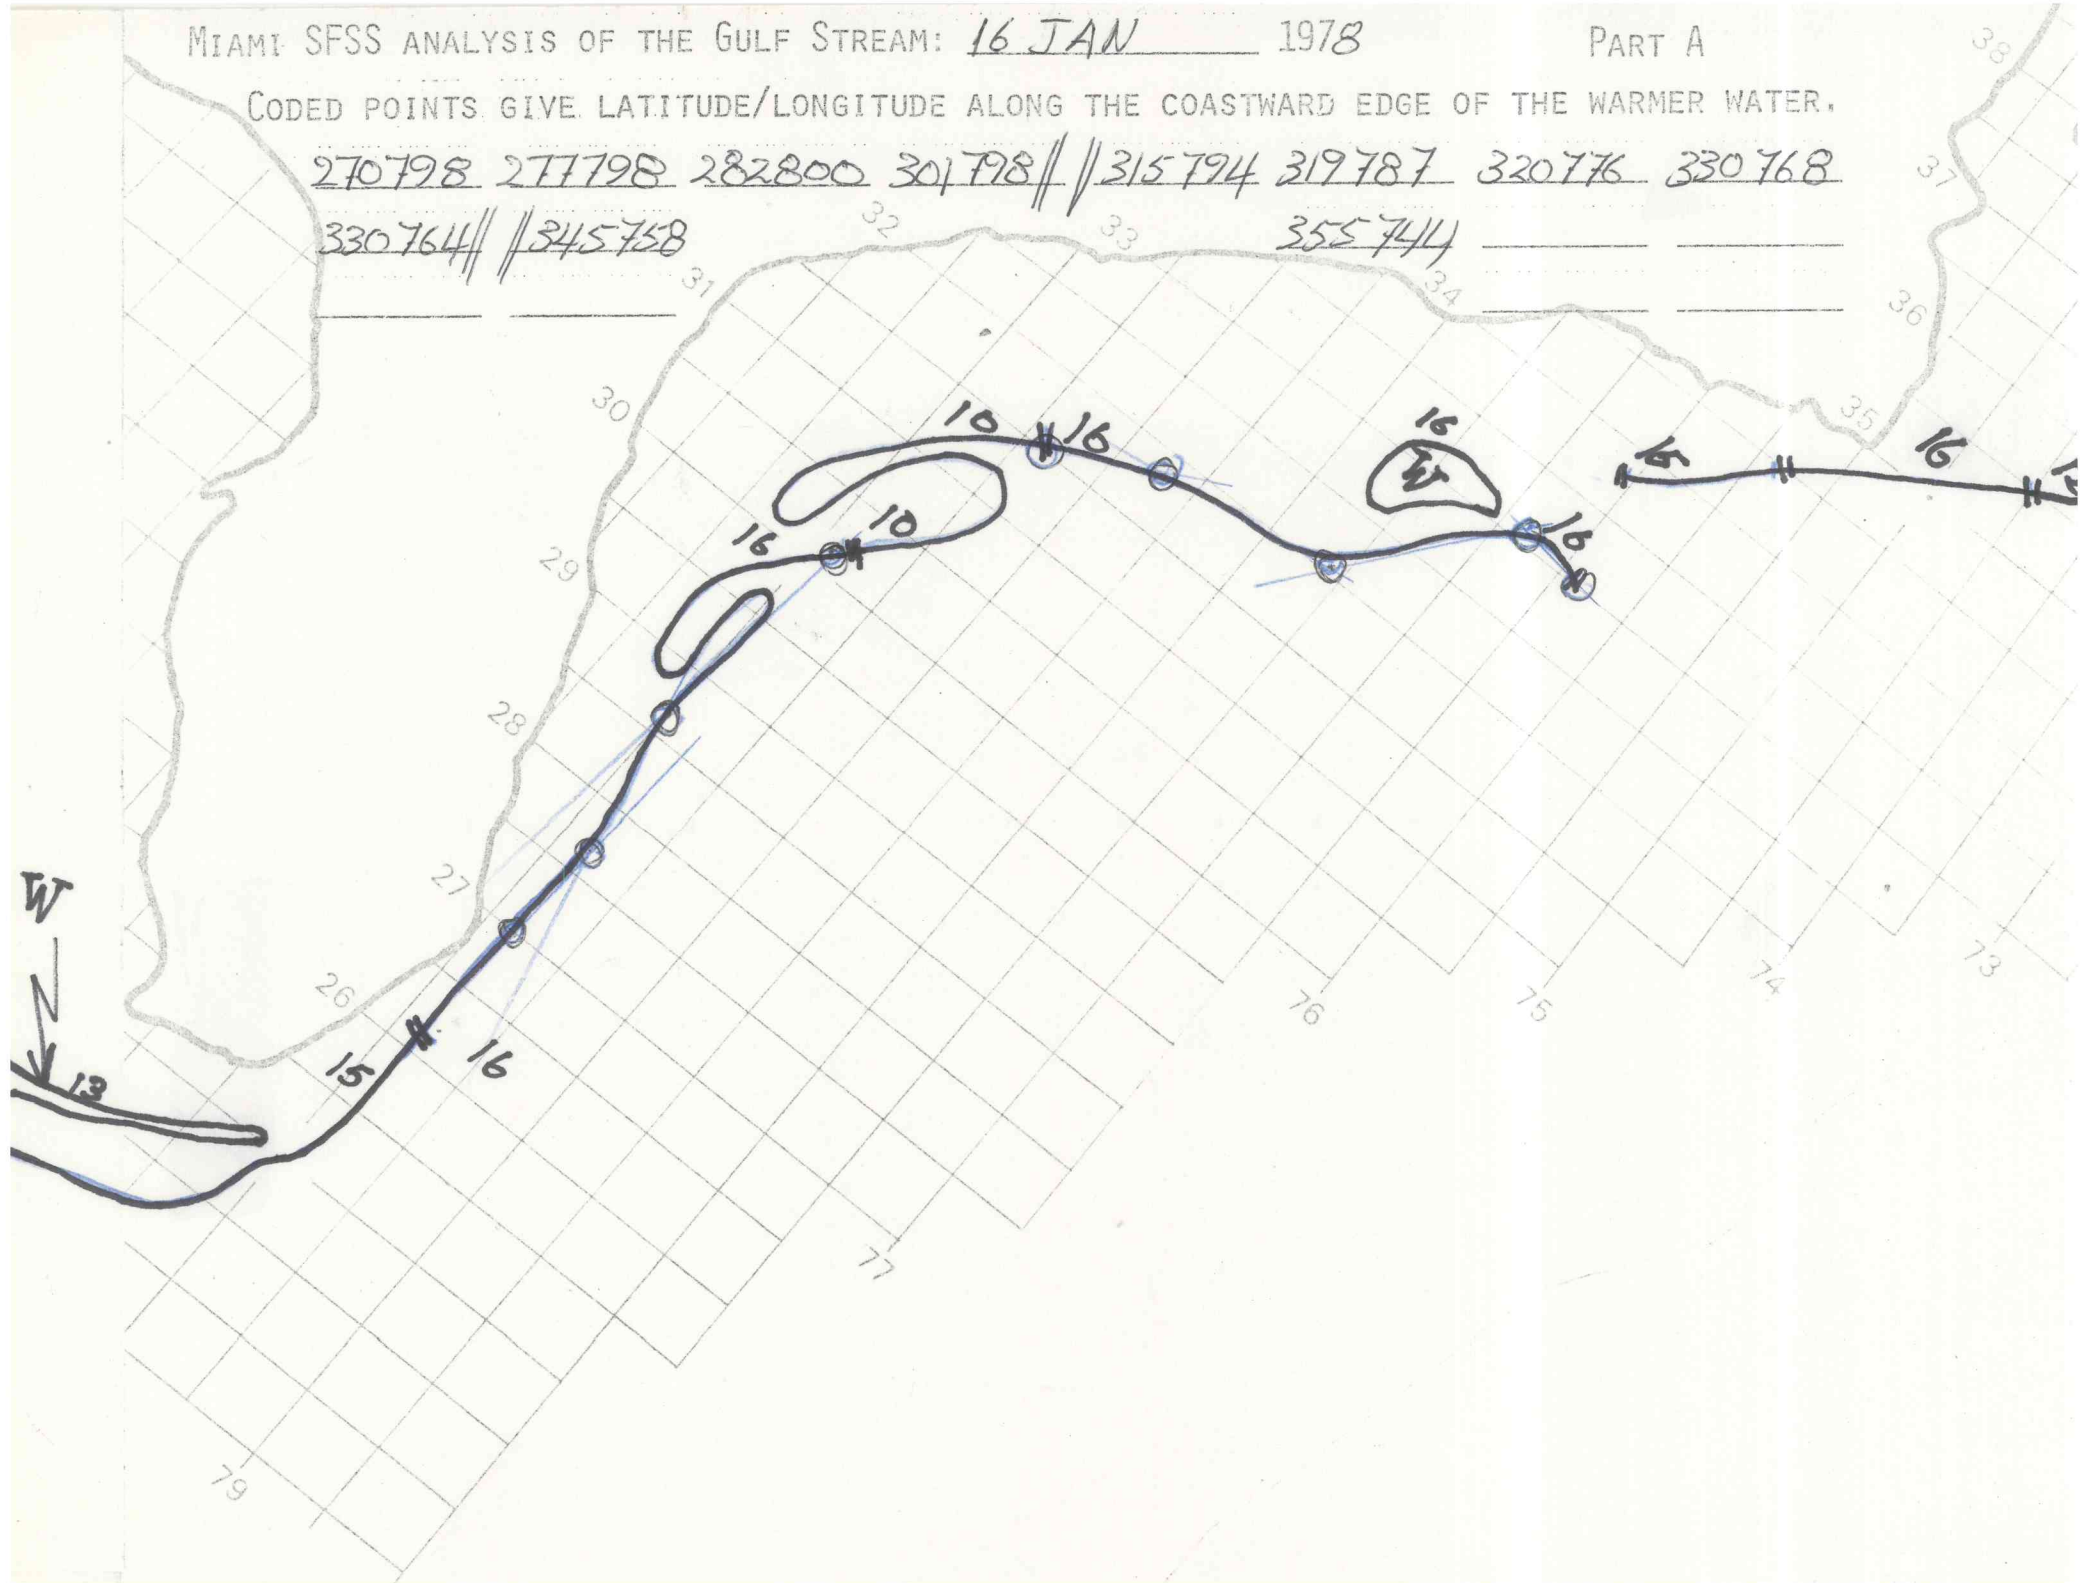 MIAMI SFSS ANALYSIS OF THE GULF STREAM: 16 JAN 1978 PART A
CODED POINTS GIVE LATITUDE/LONGITUDE ALONG THE COASTWARD EDGE OF THE WARMER WATER.
270798 277798 282800 301798// //315794 319787 320776 330768
330764// //345758 355744
38
37
32 33
31 34
36
30 35
10 16 16 W 15 16
29 16 10 16
28
27
W
26
13 15 16
76 75 74 73
77
79